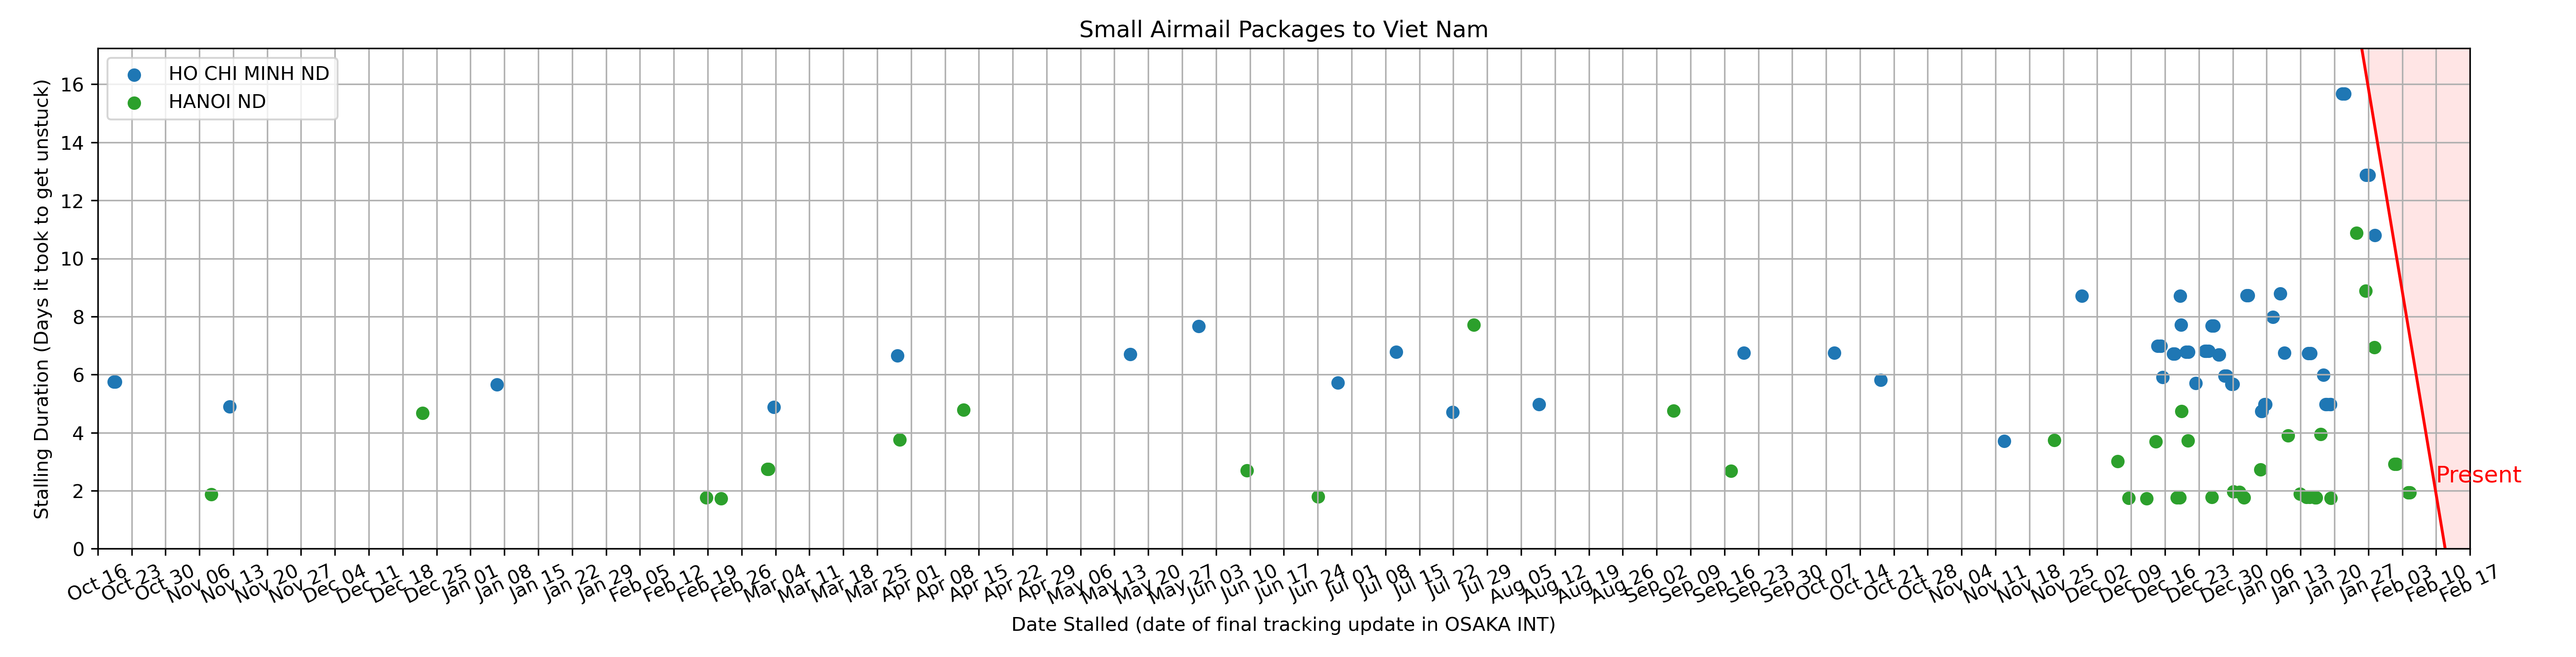 Small Airmail Packages to Viet Nam
HO CHI MINH ND
HANOI ND
Stalling Duration (Days it took to get unstuck)
16
14
12
10
8
6
4
2
0
Present
Oct 16 Oct 23 Oct 30 Nov 06 Nov 13 Nov 20 Nov 27 Dec 04 Dec 11 Dec 18 Dec 25 Jan 01 Jan 08 Jan 15 Jan 22 Jan 29 Feb 05 Feb 12 Feb 19 Feb 26 Mar 04 Mar 11 Mar 18 Mar 25 Apr 01 Apr 08 Apr 15 Apr 22 Apr 29 May 06 May 13 May 20 May 27 Jun 03 Jun 10 Jun 17 Jun 24 Jul 01 Jul 08 Jul 15 Jul 22 Jul 29 Aug 05 Aug 12 Aug 19 Aug 26 Sep 02 Sep 09 Sep 16 Sep 23 Sep 30 Oct 07 Oct 14 Oct 21 Oct 28 Nov 04 Nov 11 Nov 18 Nov 25 Dec 02 Dec 09 Dec 16 Dec 23 Dec 30 Jan 06 Jan 13 Jan 20 Jan 27 Feb 03 Feb 10 Feb 17
Date Stalled (date of final tracking update in OSAKA INT)